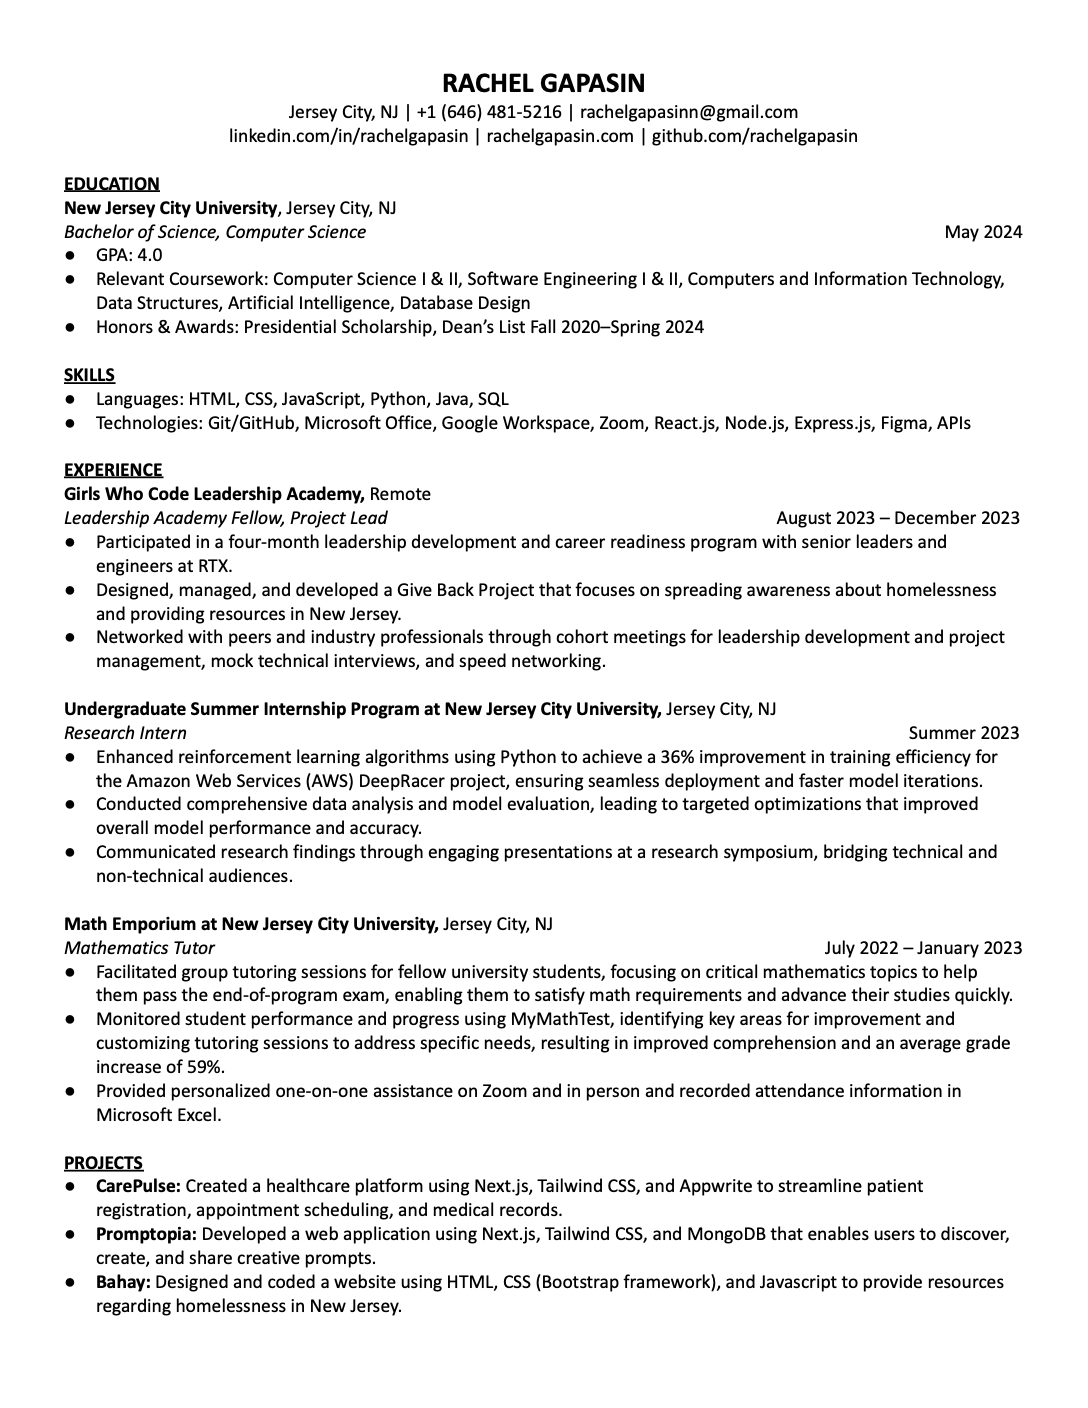 RACHEL GAPASIN
Jersey City, NJ | +1 (646) 481-5216 | rachelgapasinn@gmail.com
linkedin.com/in/rachelgapasin | rachelgapasin.com | github.com/rachelgapasin
EDUCATION
New Jersey City University, Jersey City, NJ
Bachelor of Science, Computer Science May 2024
● GPA: 4.0
● Relevant Coursework: Computer Science I & II, Software Engineering I & II, Computers and Information Technology,
Data Structures, Artificial Intelligence, Database Design
● Honors & Awards: Presidential Scholarship, Dean’s List Fall 2020–Spring 2024
SKILLS
● Languages: HTML, CSS, JavaScript, Python, Java, SQL
● Technologies: Git/GitHub, Microsoft Office, Google Workspace, Zoom, React.js, Node.js, Express.js, Figma, APIs
EXPERIENCE
Girls Who Code Leadership Academy, Remote
Leadership Academy Fellow, Project Lead August 2023 – December 2023
● Participated in a four-month leadership development and career readiness program with senior leaders and
engineers at RTX.
● Designed, managed, and developed a Give Back Project that focuses on spreading awareness about homelessness
and providing resources in New Jersey.
● Networked with peers and industry professionals through cohort meetings for leadership development and project
management, mock technical interviews, and speed networking.
Undergraduate Summer Internship Program at New Jersey City University, Jersey City, NJ
Research Intern Summer 2023
● Enhanced reinforcement learning algorithms using Python to achieve a 36% improvement in training efficiency for
the Amazon Web Services (AWS) DeepRacer project, ensuring seamless deployment and faster model iterations.
● Conducted comprehensive data analysis and model evaluation, leading to targeted optimizations that improved
overall model performance and accuracy.
● Communicated research findings through engaging presentations at a research symposium, bridging technical and
non-technical audiences.
Math Emporium at New Jersey City University, Jersey City, NJ
Mathematics Tutor July 2022 – January 2023
● Facilitated group tutoring sessions for fellow university students, focusing on critical mathematics topics to help
them pass the end-of-program exam, enabling them to satisfy math requirements and advance their studies quickly.
● Monitored student performance and progress using MyMathTest, identifying key areas for improvement and
customizing tutoring sessions to address specific needs, resulting in improved comprehension and an average grade
increase of 59%.
● Provided personalized one-on-one assistance on Zoom and in person and recorded attendance information in
Microsoft Excel.
PROJECTS
● CarePulse: Created a healthcare platform using Next.js, Tailwind CSS, and Appwrite to streamline patient
registration, appointment scheduling, and medical records.
● Promptopia: Developed a web application using Next.js, Tailwind CSS, and MongoDB that enables users to discover,
create, and share creative prompts.
● Bahay: Designed and coded a website using HTML, CSS (Bootstrap framework), and Javascript to provide resources
regarding homelessness in New Jersey.